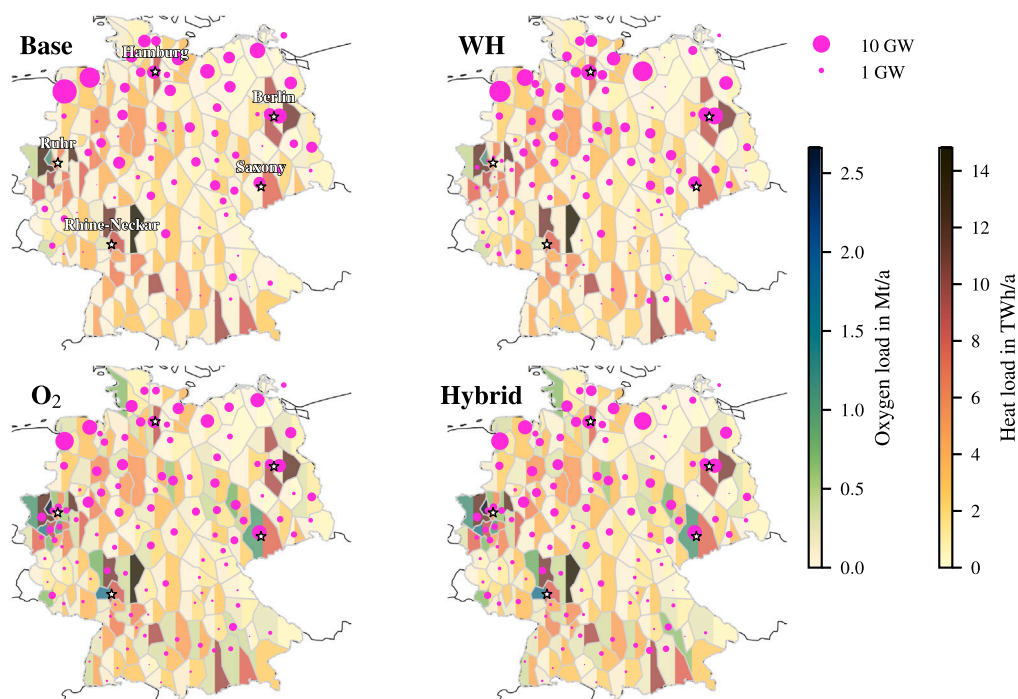 Base
Hamburg
Berlin
Ruhr
Saxony
Rhine-Neckar
WH
10 GW
1 GW
O₂
Hybrid
2.5
2.0
1.5
1.0
0.5
0.0
Oxygen load in Mt/a
14
12
10
8
6
4
2
0
Heat load in TWh/a